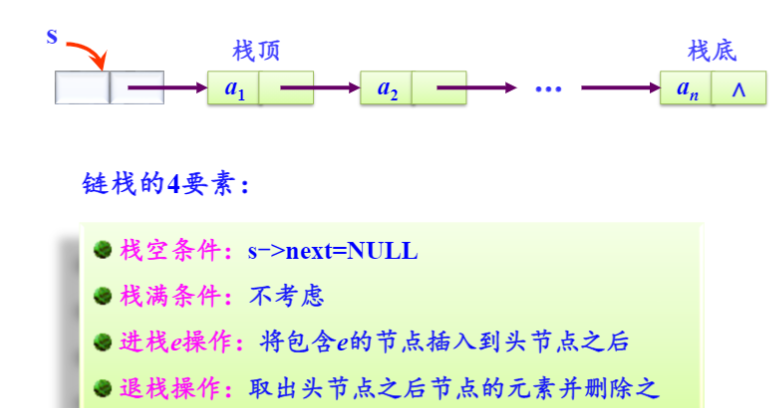 s
栈顶 栈底
a1 a2 … an ∧
链栈的4要素：
栈空条件：s->next=NULL
栈满条件：不考虑
进栈e操作：将包含e的节点插入到头节点之后
退栈操作：取出头节点之后节点的元素并删除之